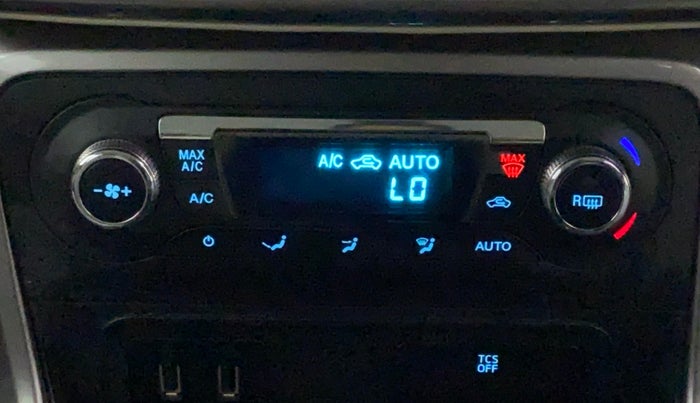 MAX
A/C
A/C AUTO
MAX
- +
A/C
LO
R
AUTO
TCS
OFF